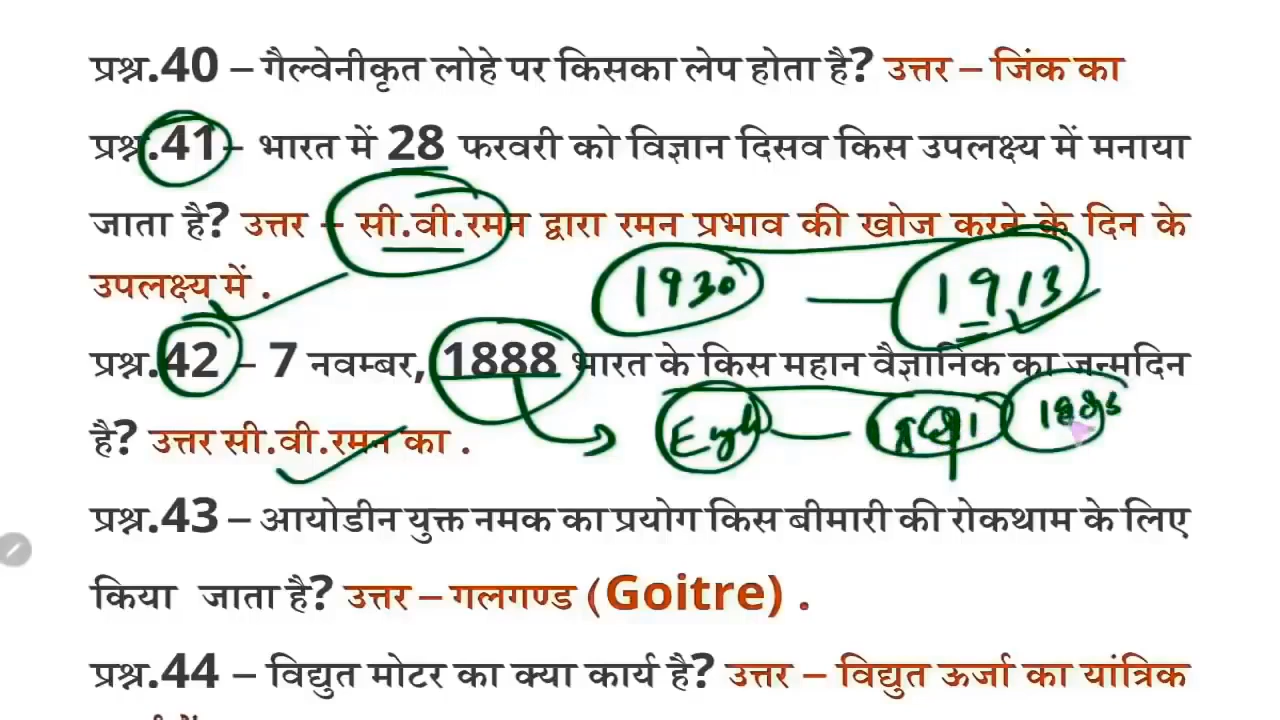 प्रश्न.40 – गैल्वेनीकृत लोहे पर किसका लेप होता है? उत्तर – जिंक का
प्रश्न.41 – भारत में 28 फरवरी को विज्ञान दिसव किस उपलक्ष्य में मनाया
जाता है? उत्तर – सी.वी.रमन द्वारा रमन प्रभाव की खोज करने के दिन के
उपलक्ष्य में .
1930 – 1913
प्रश्न.42 – 7 नवम्बर, 1888 भारत के किस महान वैज्ञानिक का जन्मदिन
है? उत्तर सी.वी.रमन का .
प्रश्न.43 – आयोडीन युक्त नमक का प्रयोग किस बीमारी की रोकथाम के लिए
किया जाता है? उत्तर – गलगण्ड (Goitre) .
प्रश्न.44 – विद्युत मोटर का क्या कार्य है? उत्तर – विद्युत ऊर्जा का यांत्रिक